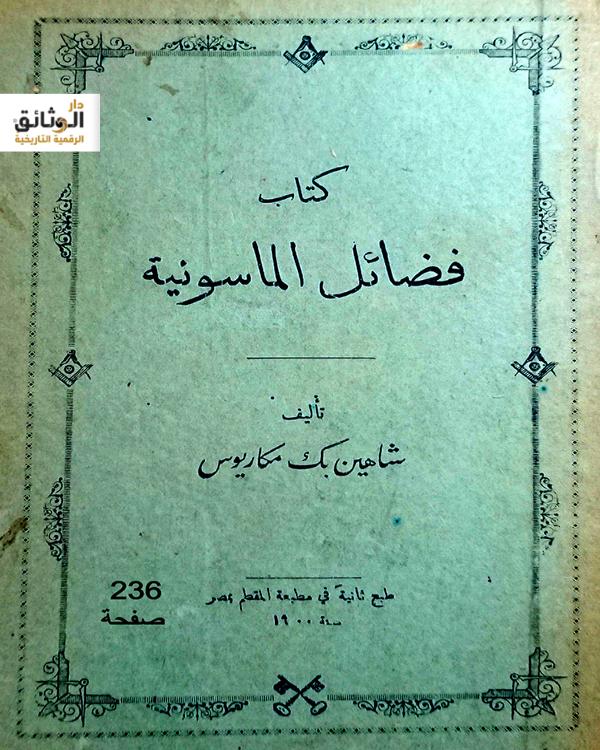 دار
الوثائق
الرقمية التاريخية
كتاب
فضائل الماسونية
تأليف
شاهين بك مكاريوس
طبع ثانية في مطبعة المقطم بمصر
سنة ١٩٠٠
236
صفحة